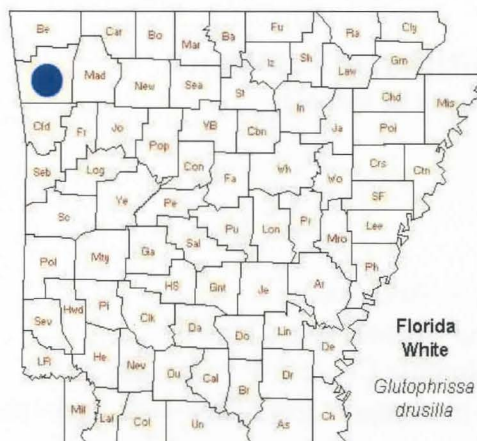 Be Car Bo Mar Ba Fu Ra Cly
Mad New Sea St Iz Sh Law Grn
Cfd Fr Jo Pop VB Cbn In Ja Chd Mis
Poi
Seb Log Con Fa Wh Wo Crs Ctn
SF
Sc Ye Pe Pu Lon Pr Mro Lee
Pol Mty Ga Sal Ph
HS Gnt Je Ar
Sev Hwd Pi Clk Da Do Lin De
LR He Nev Ou Cal Br Dr
Mil Laf Col Un As Ch
Florida
White
Glutophrissa
drusilla